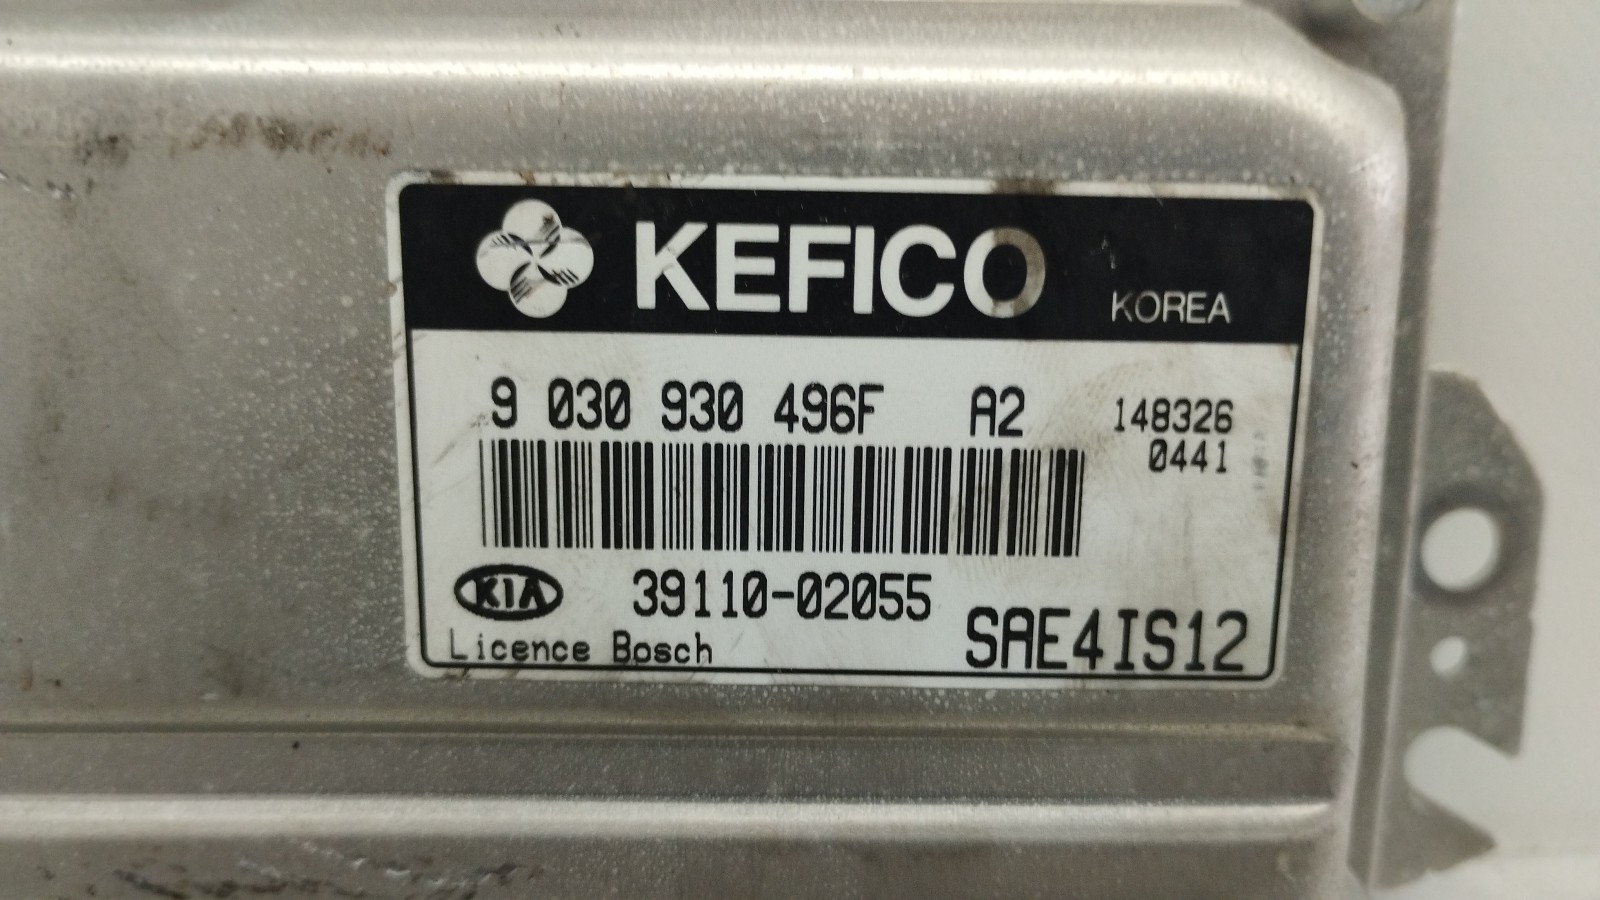 KEFICO KOREA
9 030 930 496F A2 148326
0441
KIA 39110-02055
Licence Bosch SAE4IS12